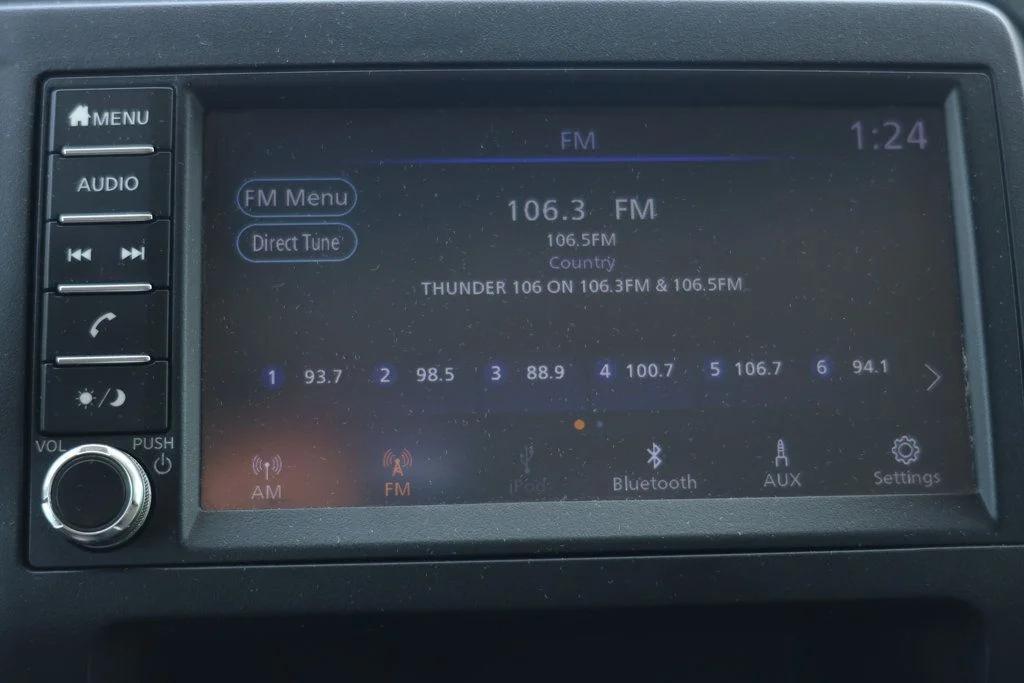 MENU
AUDIO
VOL
PUSH
FM
1:24
FM Menu
Direct Tune
106.3 FM
106.5FM
Country
THUNDER 106 ON 106.3FM & 106.5FM
1 93.7 2 98.5 3 88.9 4 100.7 5 106.7 6 94.1
AM FM iPod Bluetooth AUX Settings